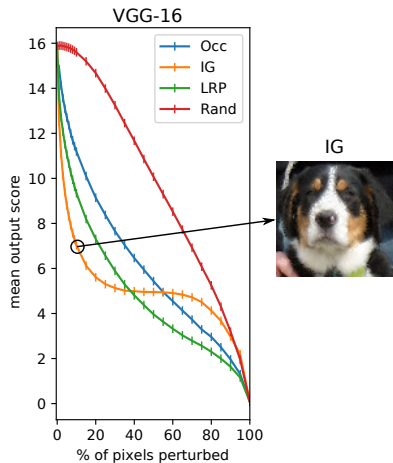 VGG-16
16
14
12
10
8
6
4
2
0
mean output score
Occ
IG
LRP
Rand
IG
0 20 40 60 80 100
% of pixels perturbed